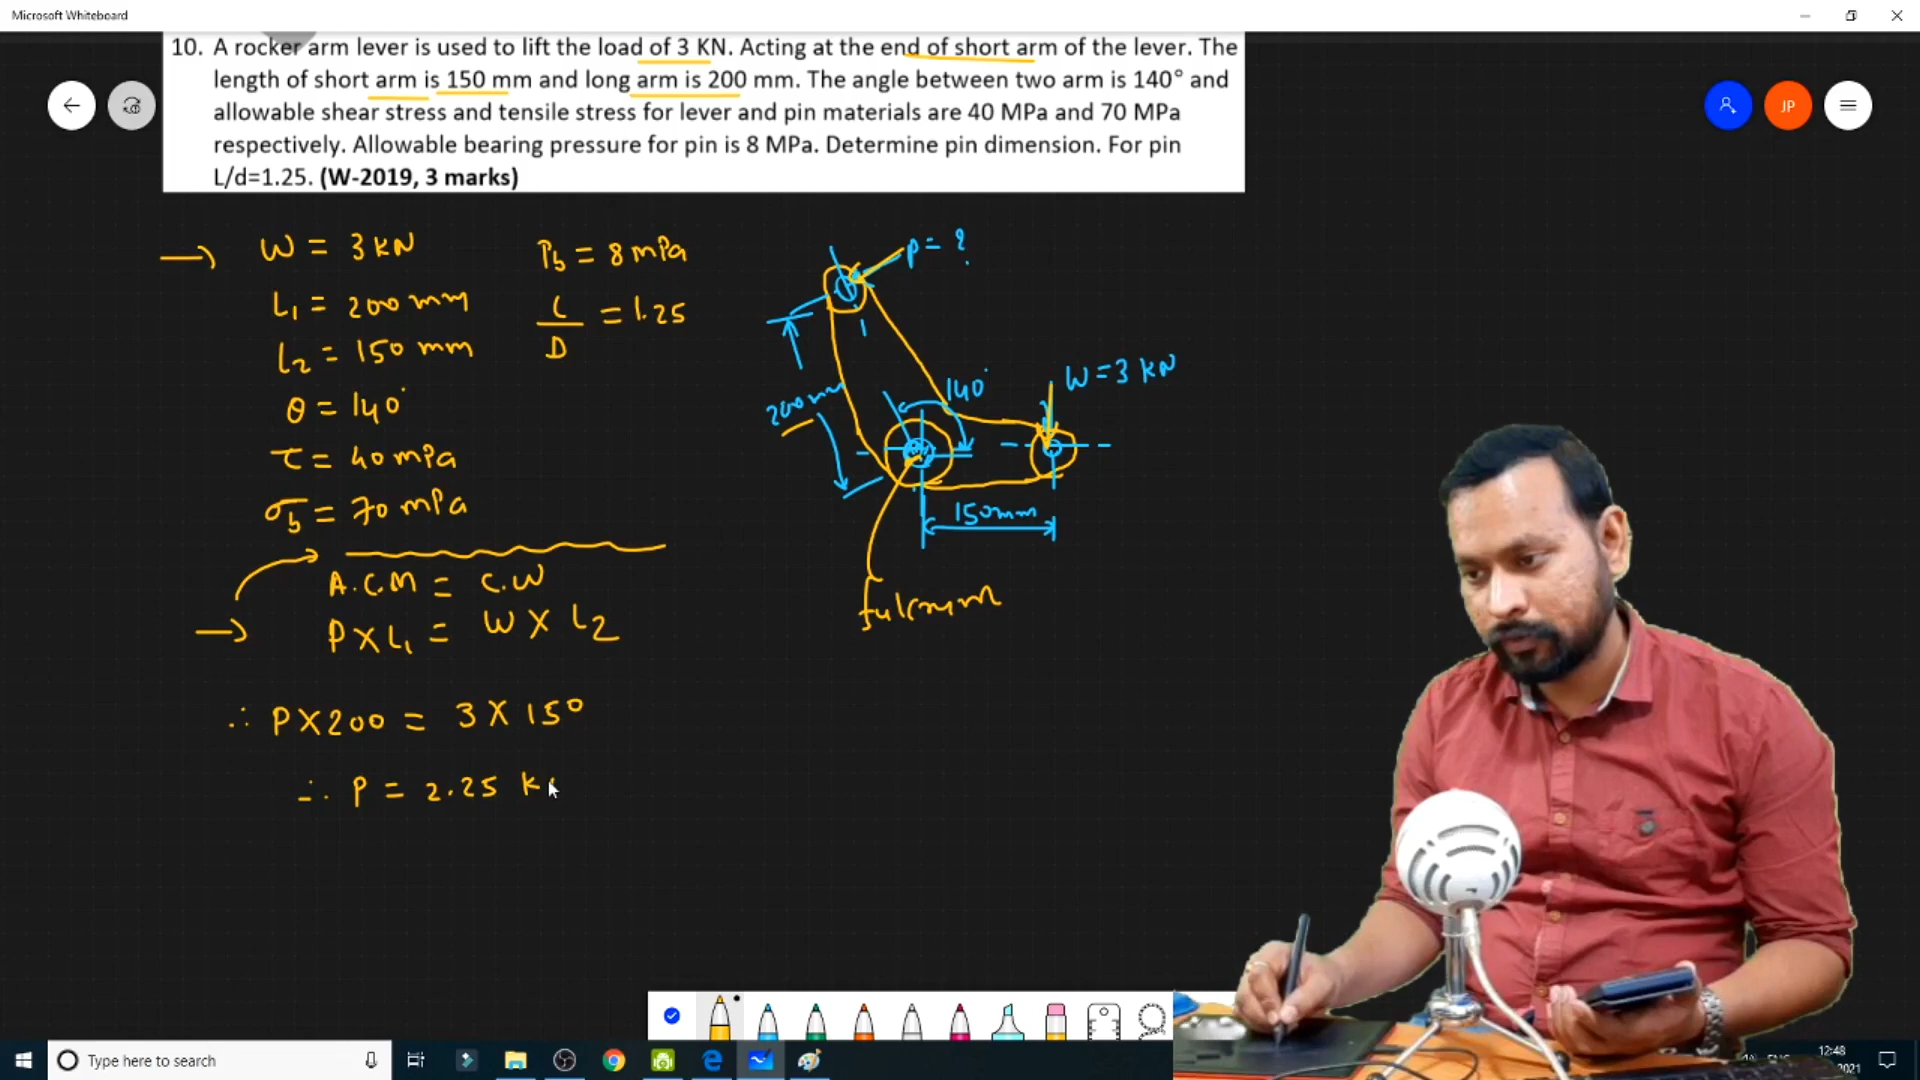 Microsoft Whiteboard
10. A rocker arm lever is used to lift the load of 3 KN. Acting at the end of short arm of the lever. The
length of short arm is 150 mm and long arm is 200 mm. The angle between two arm is 140° and
allowable shear stress and tensile stress for lever and pin materials are 40 MPa and 70 MPa
respectively. Allowable bearing pressure for pin is 8 MPa. Determine pin dimension. For pin
L/d=1.25. (W-2019, 3 marks)
JP
W = 3 kN
L1 = 200 mm
L2 = 150 mm
θ = 140°
τ = 40 mPa
σb = 70 mPa
Pb = 8 mPa
L/D = 1.25
P = ?
200 mm
140°
W = 3 kN
150mm
fulcrum
A.C.M = C.W
P X L1 = W X L2
∴ P X 200 = 3 X 150
∴ P = 2.25 K
Type here to search
12:48
2021